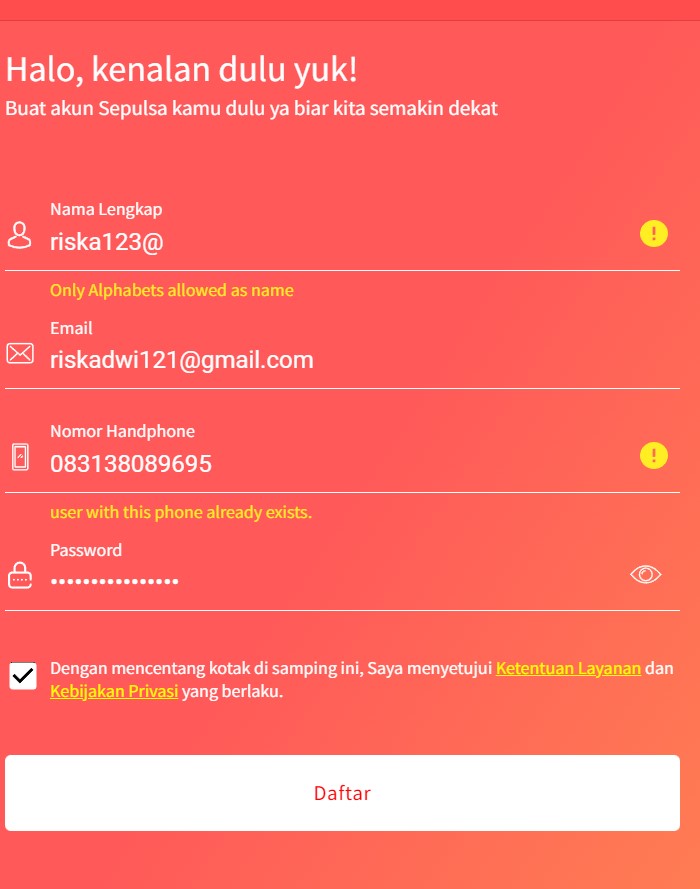 Halo, kenalan dulu yuk!
Buat akun Sepulsa kamu dulu ya biar kita semakin dekat
Nama Lengkap
riska123@
Only Alphabets allowed as name
Email
riskadwi121@gmail.com
Nomor Handphone
083138089695
user with this phone already exists.
Password
••••••••••••••••
Dengan mencentang kotak di samping ini, Saya menyetujui Ketentuan Layanan dan
Kebijakan Privasi yang berlaku.
Daftar